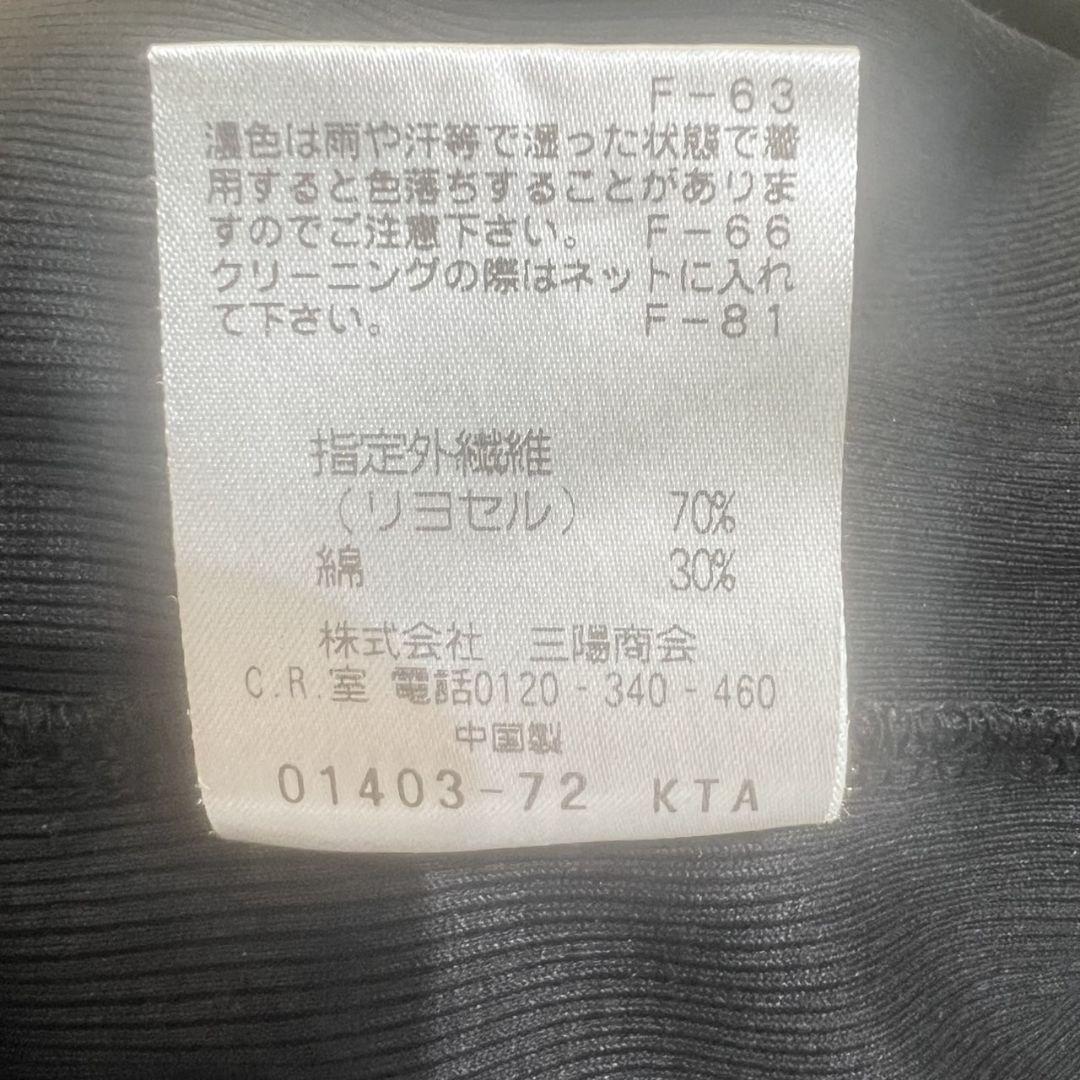 F-63
濃色は雨や汗等で湿った状態で着
用すると色落ちすることがありま
すのでご注意下さい。 F-66
クリーニングの際はネットに入れ
て下さい。 F-81
指定外繊維
(リヨセル) 70%
綿 30%
株式会社 三陽商会
C.R.室 電話0120-340-460
中国製
01403-72 KTA